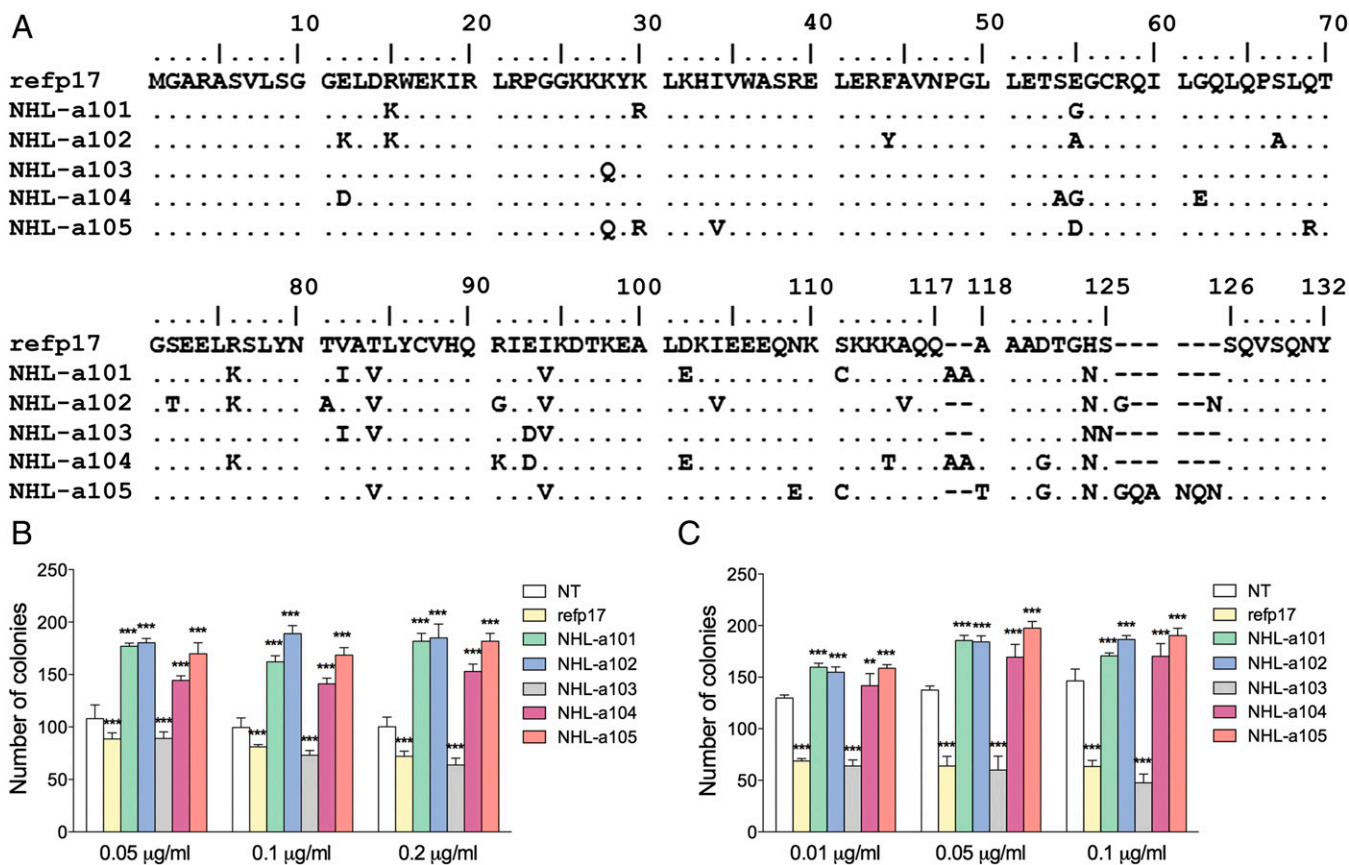 A
10 20 30 40 50 60 70
....|....| ....|....| ....|....| ....|....| ....|....| ....|....| ....|....|
refp17 MGARASVLSG GELDRWEKIR LRPGGKKKYK LKHIVWASRE LERFAVNPGL LETSEGCRQI LGQLQPSLQT
NHL-a101 .......... ....K..... .........R .......... .......... ....G..... ..........
NHL-a102 .......... .K..K..... .......... .......... ...Y...... ....A..... ......A...
NHL-a103 .......... .......... .......Q.. .......... .......... .......... ..........
NHL-a104 .......... .D........ .......... .......... .......... ...AG..... .E........
NHL-a105 .......... .......... .......Q.R ...V...... .......... ....D..... ........R.
80 90 100 110 117 118 125 126 132
refp17 GSEELRSLYN TVATLYCVHQ RIEIKDTKEA LDKIEEEQNK SKKKAQQ--A AADTGHS--- ---SQVSQNY
NHL-a101 .....K.... .I.V...... ...V...... .E........ C......AA. .....N.--- ---.......
NHL-a102 .T...K.... A..V...... G..V...... ...V...... ....V..--. .....N.G-- --N.......
NHL-a103 .......... .I.V...... ..DV...... .......... .......--. .....NN--- ---.......
NHL-a104 .....K.... .......... K.D....... .E........ ...T...AA. ..G..N.--- ---.......
NHL-a105 .......... ...V...... ...V...... ........E. C......--T ..G..N.GQA NQN.......
B
Number of colonies
250
200
150
100
50
0
*** *** *** *** *** ***
*** *** *** *** *** ***
*** *** *** *** *** ***
0.05 µg/ml 0.1 µg/ml 0.2 µg/ml
NT
refp17
NHL-a101
NHL-a102
NHL-a103
NHL-a104
NHL-a105
C
Number of colonies
250
200
150
100
50
0
*** *** *** *** ** ***
*** *** *** *** *** ***
*** *** *** *** *** ***
0.01 µg/ml 0.05 µg/ml 0.1 µg/ml
NT
refp17
NHL-a101
NHL-a102
NHL-a103
NHL-a104
NHL-a105